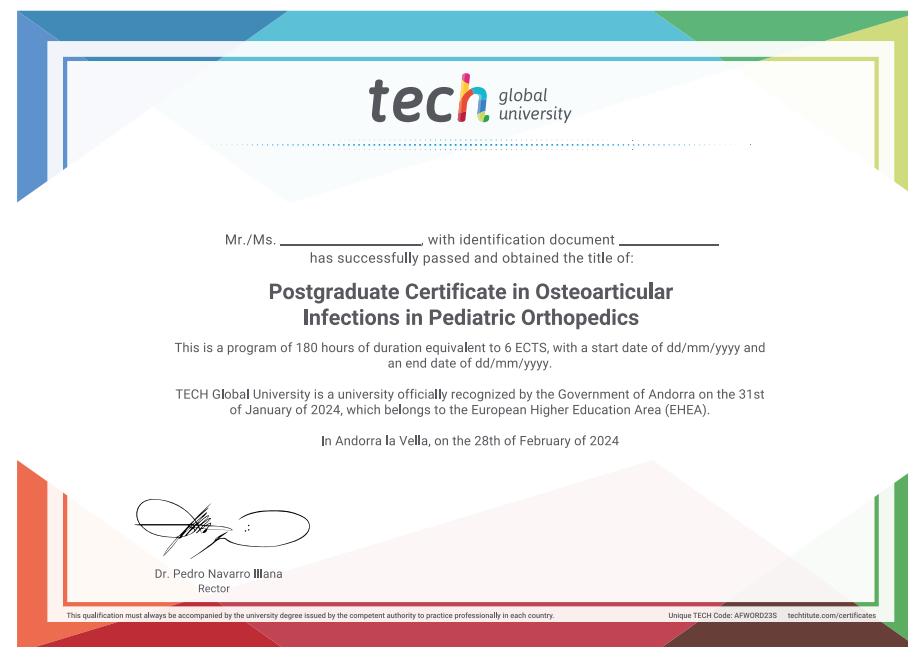 tech global
university
Mr./Ms. ____________, with identification document ____________
has successfully passed and obtained the title of:
Postgraduate Certificate in Osteoarticular
Infections in Pediatric Orthopedics
This is a program of 180 hours of duration equivalent to 6 ECTS, with a start date of dd/mm/yyyy and
an end date of dd/mm/yyyy.
TECH Global University is a university officially recognized by the Government of Andorra on the 31st
of January of 2024, which belongs to the European Higher Education Area (EHEA).
In Andorra la Vella, on the 28th of February of 2024
Dr. Pedro Navarro Illana
Rector
This qualification must always be accompanied by the university degree issued by the competent authority to practice professionally in each country. Unique TECH Code: AFWORD23S techtitute.com/certificates